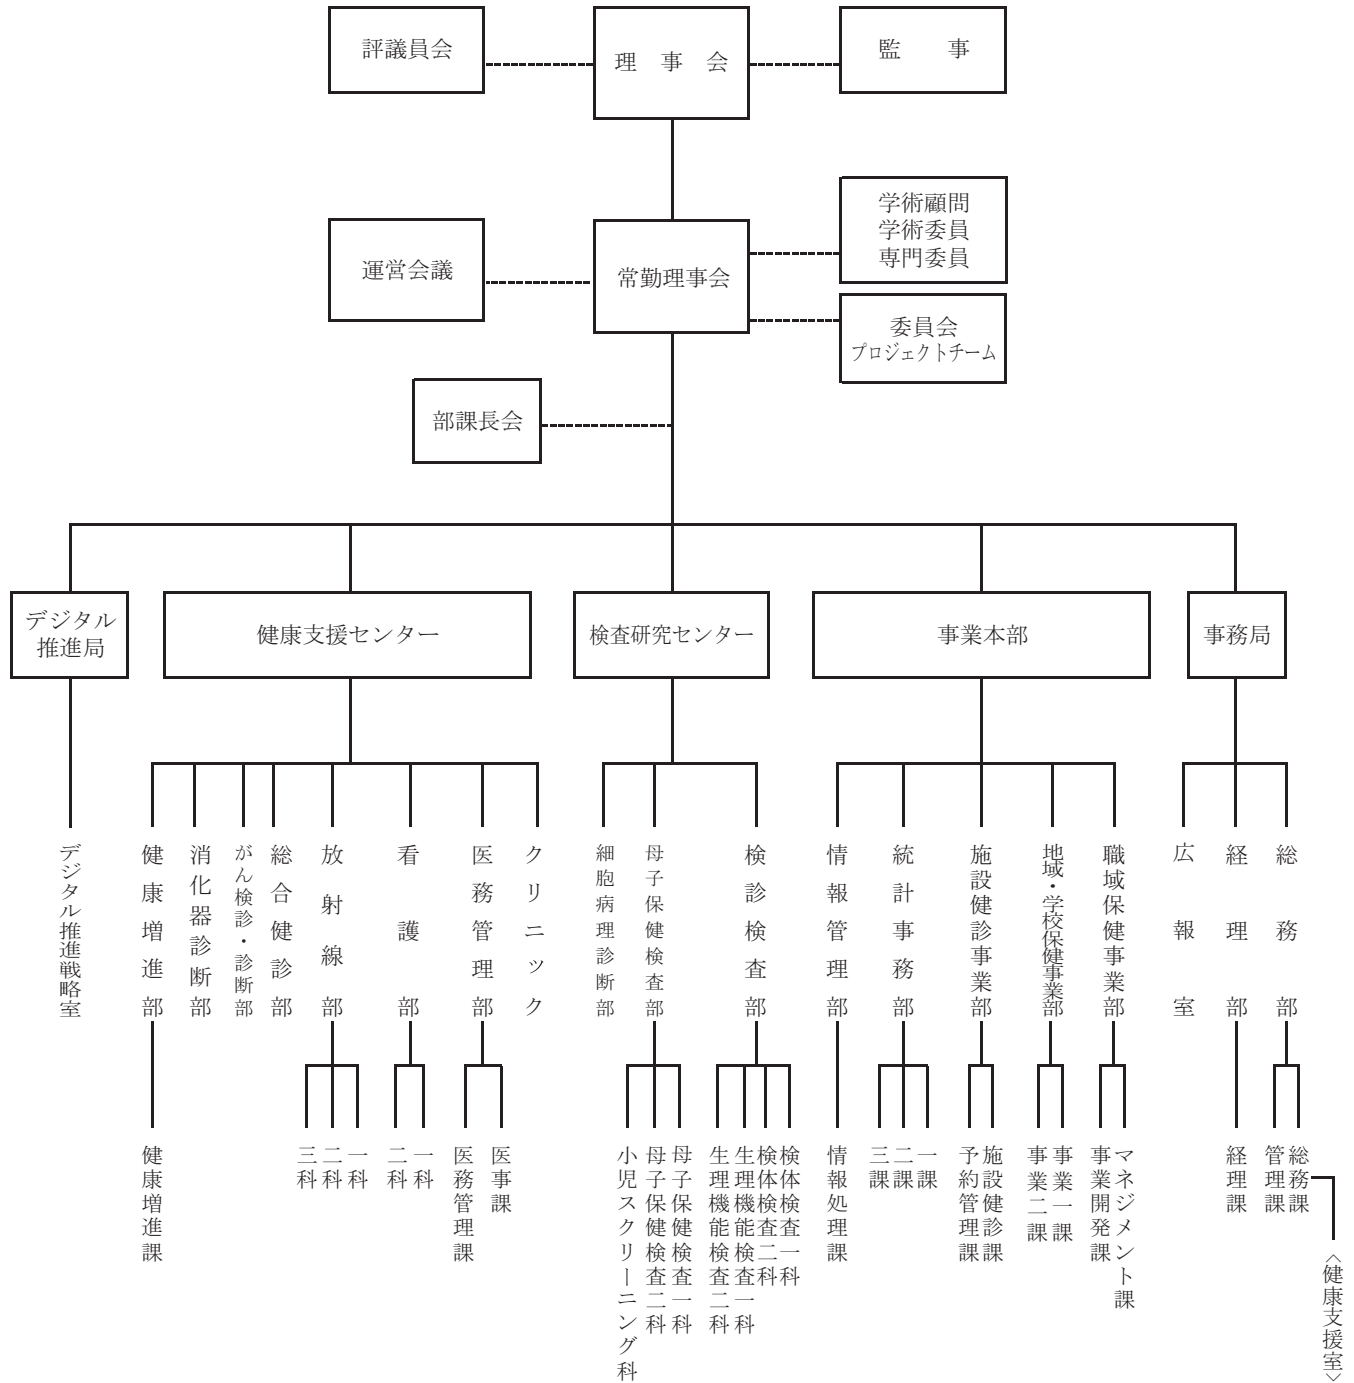 評議員会
理 事 会
監 事
学術顧問
学術委員
専門委員
運営会議
常勤理事会
委員会
プロジェクトチーム
部課長会
デジタル
推進局
健康支援センター
検査研究センター
事業本部
事務局
デジタル推進戦略室
健康増進部
消化器診断部
がん検診・診断部
総合健診部
放射線部
看護部
医務管理部
クリニック
細胞病理診断部
母子保健検査部
検診検査部
情報管理部
統計事務部
施設健診事業部
地域・学校保健事業部
職域保健事業部
広報室
経理部
総務部
健康増進課
三科
二科
一科
二科
一科
医務管理課
医事課
小児スクリーニング科
母子保健検査二科
母子保健検査一科
生理機能検査二科
生理機能検査一科
検体検査二科
検体検査一科
情報処理課
三課
二課
一課
予約管理課
施設健診課
事業二課
事業一課
事業開発課
マネジメント課
経理課
管理課
総務課
〈健康支援室〉